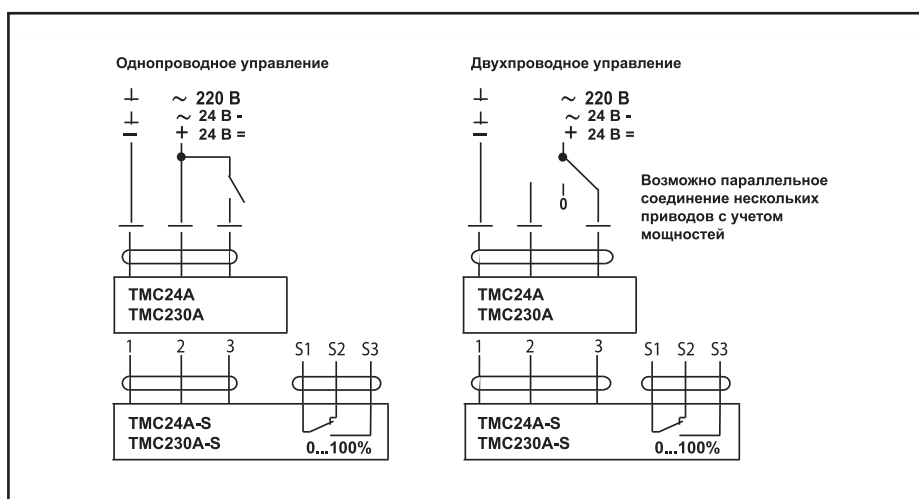 Однопроводное управление
~ 220 В
~ 24 В -
+ 24 В =
TMC24A
TMC230A
1 2 3 S1 S2 S3
TMC24A-S
TMC230A-S
0...100%
Двухпроводное управление
~ 220 В
~ 24 В -
+ 24 В =
0
Возможно параллельное
соединение нескольких
приводов с учетом
мощностей
TMC24A
TMC230A
1 2 3 S1 S2 S3
TMC24A-S
TMC230A-S
0...100%